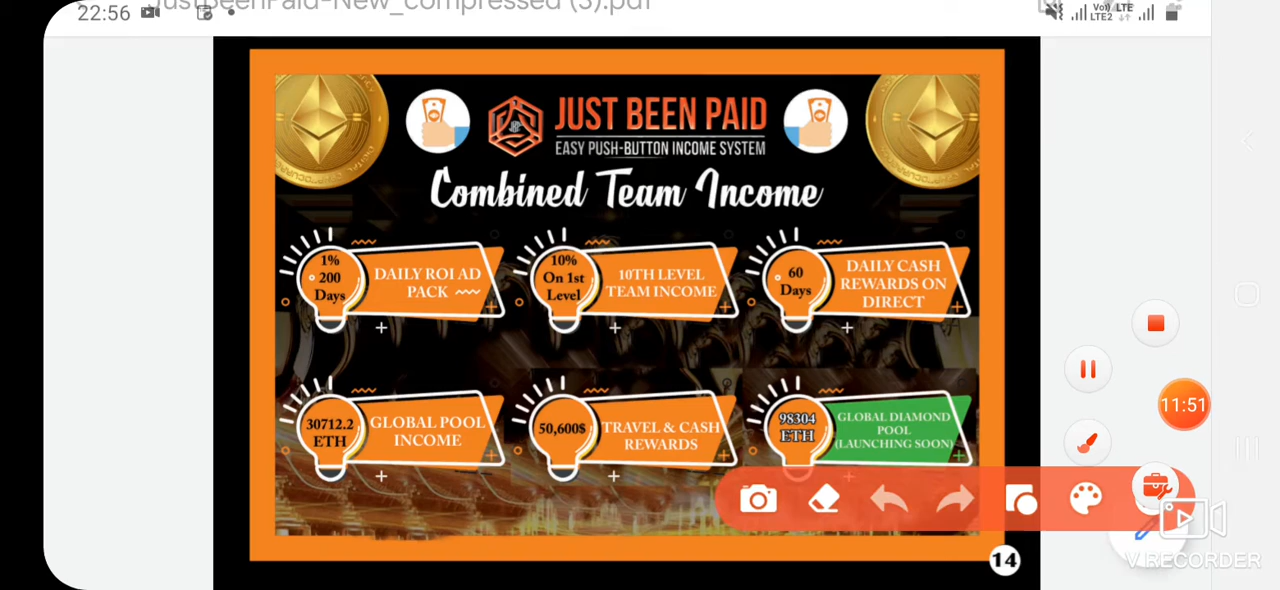 JustBeenPaid-New_compressed (3).pdf
22:56
Vo)) LTE
LTE2
JUST BEEN PAID
EASY PUSH-BUTTON INCOME SYSTEM
Combined Team Income
1%
200
Days
DAILY ROI AD
PACK
10%
On 1st
Level
10TH LEVEL
TEAM INCOME
60
Days
DAILY CASH
REWARDS ON
DIRECT
30712.2
ETH
GLOBAL POOL
INCOME
50,600$
TRAVEL & CASH
REWARDS
98304
ETH
GLOBAL DIAMOND
POOL
(LAUNCHING SOON)
11:51
14
V RECORDER